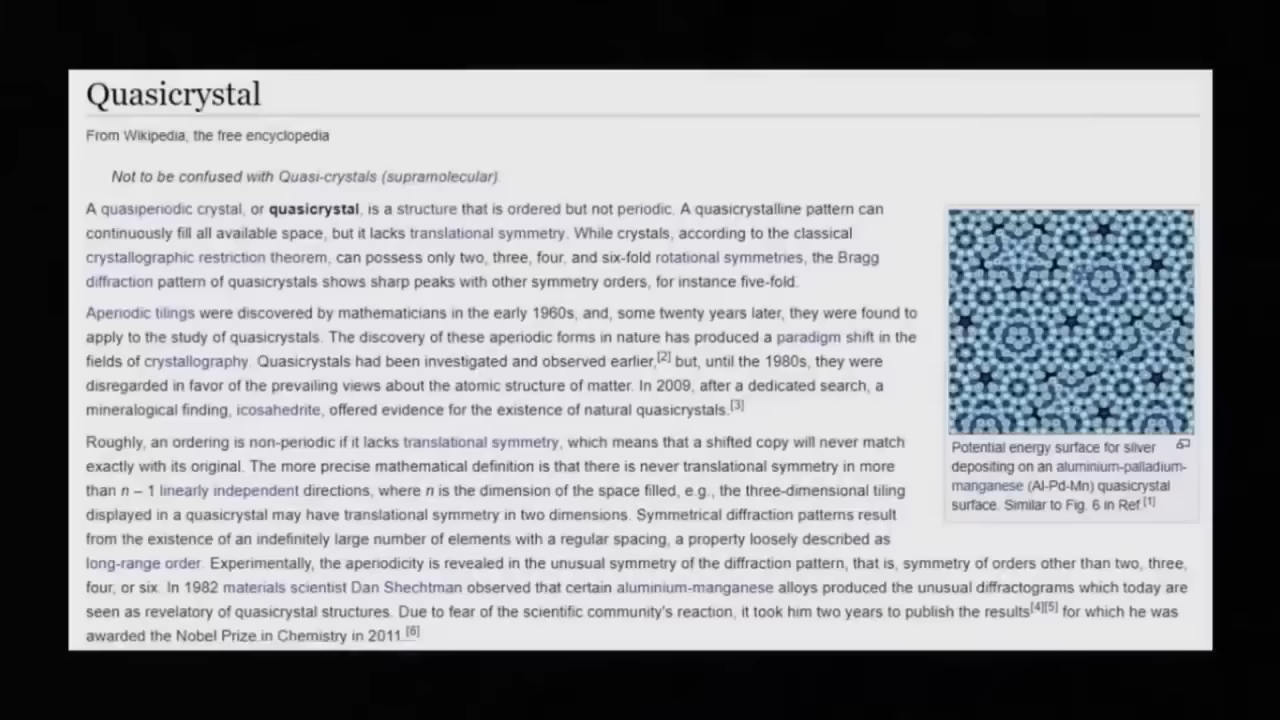 Quasicrystal
From Wikipedia, the free encyclopedia
Not to be confused with Quasi-crystals (supramolecular).
A quasiperiodic crystal, or quasicrystal, is a structure that is ordered but not periodic. A quasicrystalline pattern can
continuously fill all available space, but it lacks translational symmetry. While crystals, according to the classical
crystallographic restriction theorem, can possess only two, three, four, and six-fold rotational symmetries, the Bragg
diffraction pattern of quasicrystals shows sharp peaks with other symmetry orders, for instance five-fold.
Aperiodic tilings were discovered by mathematicians in the early 1960s, and, some twenty years later, they were found to
apply to the study of quasicrystals. The discovery of these aperiodic forms in nature has produced a paradigm shift in the
fields of crystallography. Quasicrystals had been investigated and observed earlier,[2] but, until the 1980s, they were
disregarded in favor of the prevailing views about the atomic structure of matter. In 2009, after a dedicated search, a
mineralogical finding, icosahedrite, offered evidence for the existence of natural quasicrystals.[3]
Roughly, an ordering is non-periodic if it lacks translational symmetry, which means that a shifted copy will never match
exactly with its original. The more precise mathematical definition is that there is never translational symmetry in more
than n – 1 linearly independent directions, where n is the dimension of the space filled, e.g., the three-dimensional tiling
displayed in a quasicrystal may have translational symmetry in two dimensions. Symmetrical diffraction patterns result
from the existence of an indefinitely large number of elements with a regular spacing, a property loosely described as
long-range order. Experimentally, the aperiodicity is revealed in the unusual symmetry of the diffraction pattern, that is, symmetry of orders other than two, three,
four, or six. In 1982 materials scientist Dan Shechtman observed that certain aluminium-manganese alloys produced the unusual diffractograms which today are
seen as revelatory of quasicrystal structures. Due to fear of the scientific community's reaction, it took him two years to publish the results[4][5] for which he was
awarded the Nobel Prize in Chemistry in 2011.[6]
Potential energy surface for silver
depositing on an aluminium-palladium-
manganese (Al-Pd-Mn) quasicrystal
surface. Similar to Fig. 6 in Ref.[1]